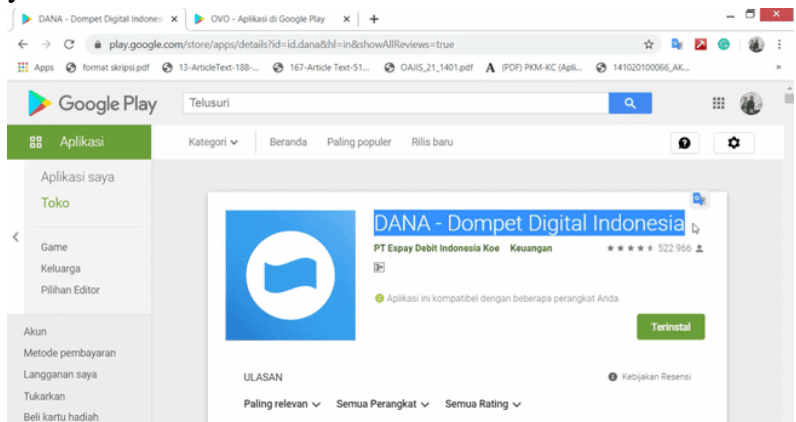 DANA - Dompet Digital Indonesi
OVO - Aplikasi di Google Play
play.google.com/store/apps/details?id=id.dana&hl=in&showAllReviews=true
Apps format skripsi.pdf 13-ArticleText-188-... 167-Article Text-51... OAJIS_21_1401.pdf (PDF) PKM-KC (Apli... 141020100066_AK...
Google Play
Telusuri
Aplikasi
Kategori Beranda Paling populer Rilis baru
Aplikasi saya
Toko
Game
Keluarga
Pilihan Editor
Akun
Metode pembayaran
Langganan saya
Tukarkan
Beli kartu hadiah
DANA - Dompet Digital Indonesia
PT Espay Debit Indonesia Koe Keuangan 522.966
3+
Aplikasi ini kompatibel dengan beberapa perangkat Anda.
Terinstal
ULASAN Kebijakan Resensi
Paling relevan Semua Perangkat Semua Rating